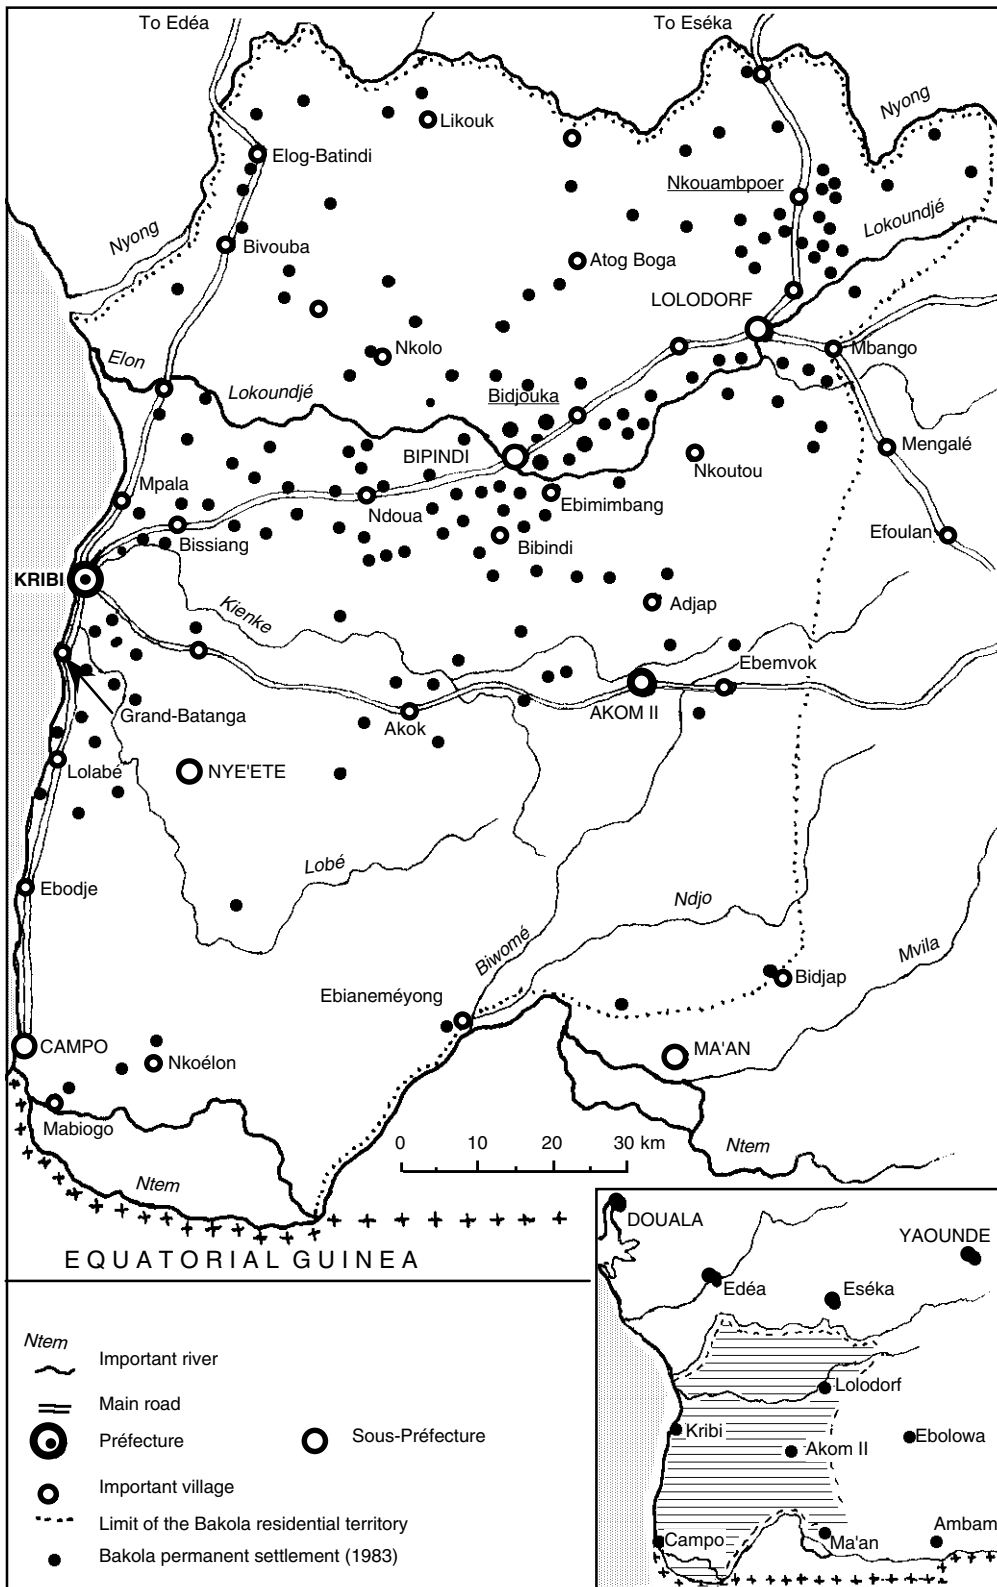 To Edéa
To Eséka
Nyong
Likouk
Elog-Batindi
Nkouambpoer
Lokoundjé
Nyong
Bivouba
Atog Boga
LOLODORF
Elon
Nkolo
Mbango
Lokoundjé
Bidjouka
BIPINDI
Mengalé
Nkoutou
Mpala
Ndoua
Ebimimbang
Bissiang
Bibindi
Efoulan
KRIBI
Kienke
Adjap
Ebemvok
Grand-Batanga
Akok
AKOM II
Lolabé
NYE'ETE
Lobé
Ebodje
Ndjo
Mvila
Biwomé
Bidjap
Ebianeméyong
CAMPO
Nkoélon
MA'AN
Mabiogo
0 10 20 30 km
Ntem
Ntem
EQUATORIAL GUINEA
DOUALA
YAOUNDE
Edéa
Eséka
Lolodorf
Kribi
Akom II
Ebolowa
Campo
Ma'an
Ambam
Ntem
Important river
Main road
Préfecture
Sous-Préfecture
Important village
Limit of the Bakola residential territory
Bakola permanent settlement (1983)